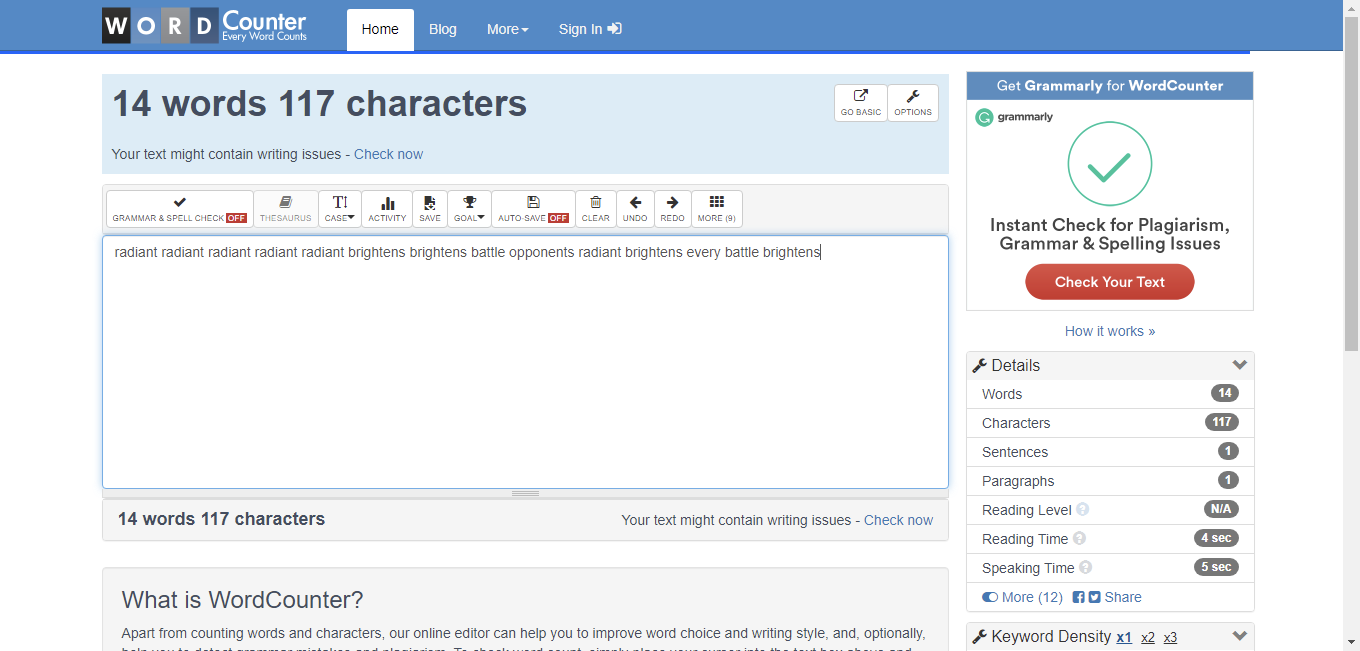 WORD Counter
Every Word Counts
Home
Blog
More
Sign In
14 words 117 characters
GO BASIC
OPTIONS
Your text might contain writing issues - Check now
GRAMMAR & SPELL CHECK OFF
THESAURUS
CASE
ACTIVITY
SAVE
GOAL
AUTO-SAVE OFF
CLEAR
UNDO
REDO
MORE (9)
radiant radiant radiant radiant radiant brightens brightens battle opponents radiant brightens every battle brightens
14 words 117 characters
Your text might contain writing issues - Check now
What is WordCounter?
Apart from counting words and characters, our online editor can help you to improve word choice and writing style, and, optionally,
Get Grammarly for WordCounter
grammarly
Instant Check for Plagiarism,
Grammar & Spelling Issues
Check Your Text
How it works »
Details
Words 14
Characters 117
Sentences 1
Paragraphs 1
Reading Level ? N/A
Reading Time ? 4 sec
Speaking Time ? 5 sec
More (12) Share
Keyword Density x1 x2 x3